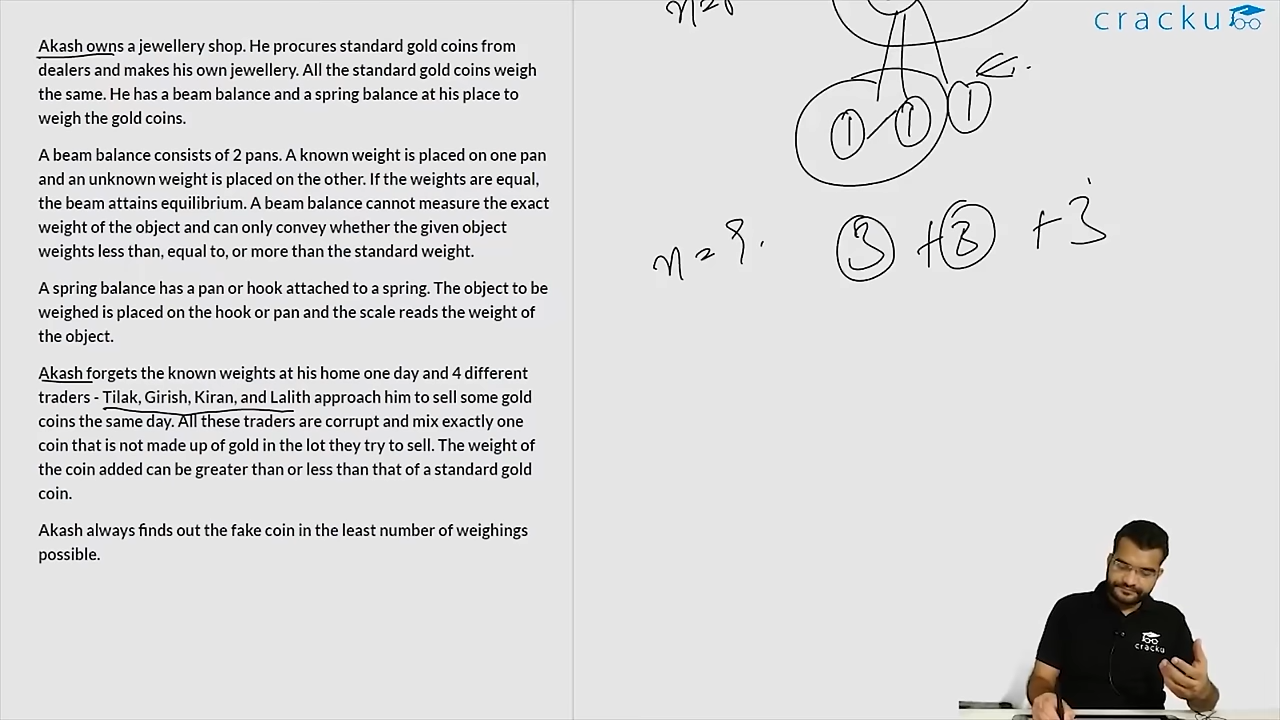 cracku
Akash owns a jewellery shop. He procures standard gold coins from
dealers and makes his own jewellery. All the standard gold coins weigh
the same. He has a beam balance and a spring balance at his place to
weigh the gold coins.
A beam balance consists of 2 pans. A known weight is placed on one pan
and an unknown weight is placed on the other. If the weights are equal,
the beam attains equilibrium. A beam balance cannot measure the exact
weight of the object and can only convey whether the given object
weights less than, equal to, or more than the standard weight.
A spring balance has a pan or hook attached to a spring. The object to be
weighed is placed on the hook or pan and the scale reads the weight of
the object.
Akash forgets the known weights at his home one day and 4 different
traders - Tilak, Girish, Kiran, and Lalith approach him to sell some gold
coins the same day. All these traders are corrupt and mix exactly one
coin that is not made up of gold in the lot they try to sell. The weight of
the coin added can be greater than or less than that of a standard gold
coin.
Akash always finds out the fake coin in the least number of weighings
possible.
1 1 1
n = 9. 3 + 3 + 3
cracku